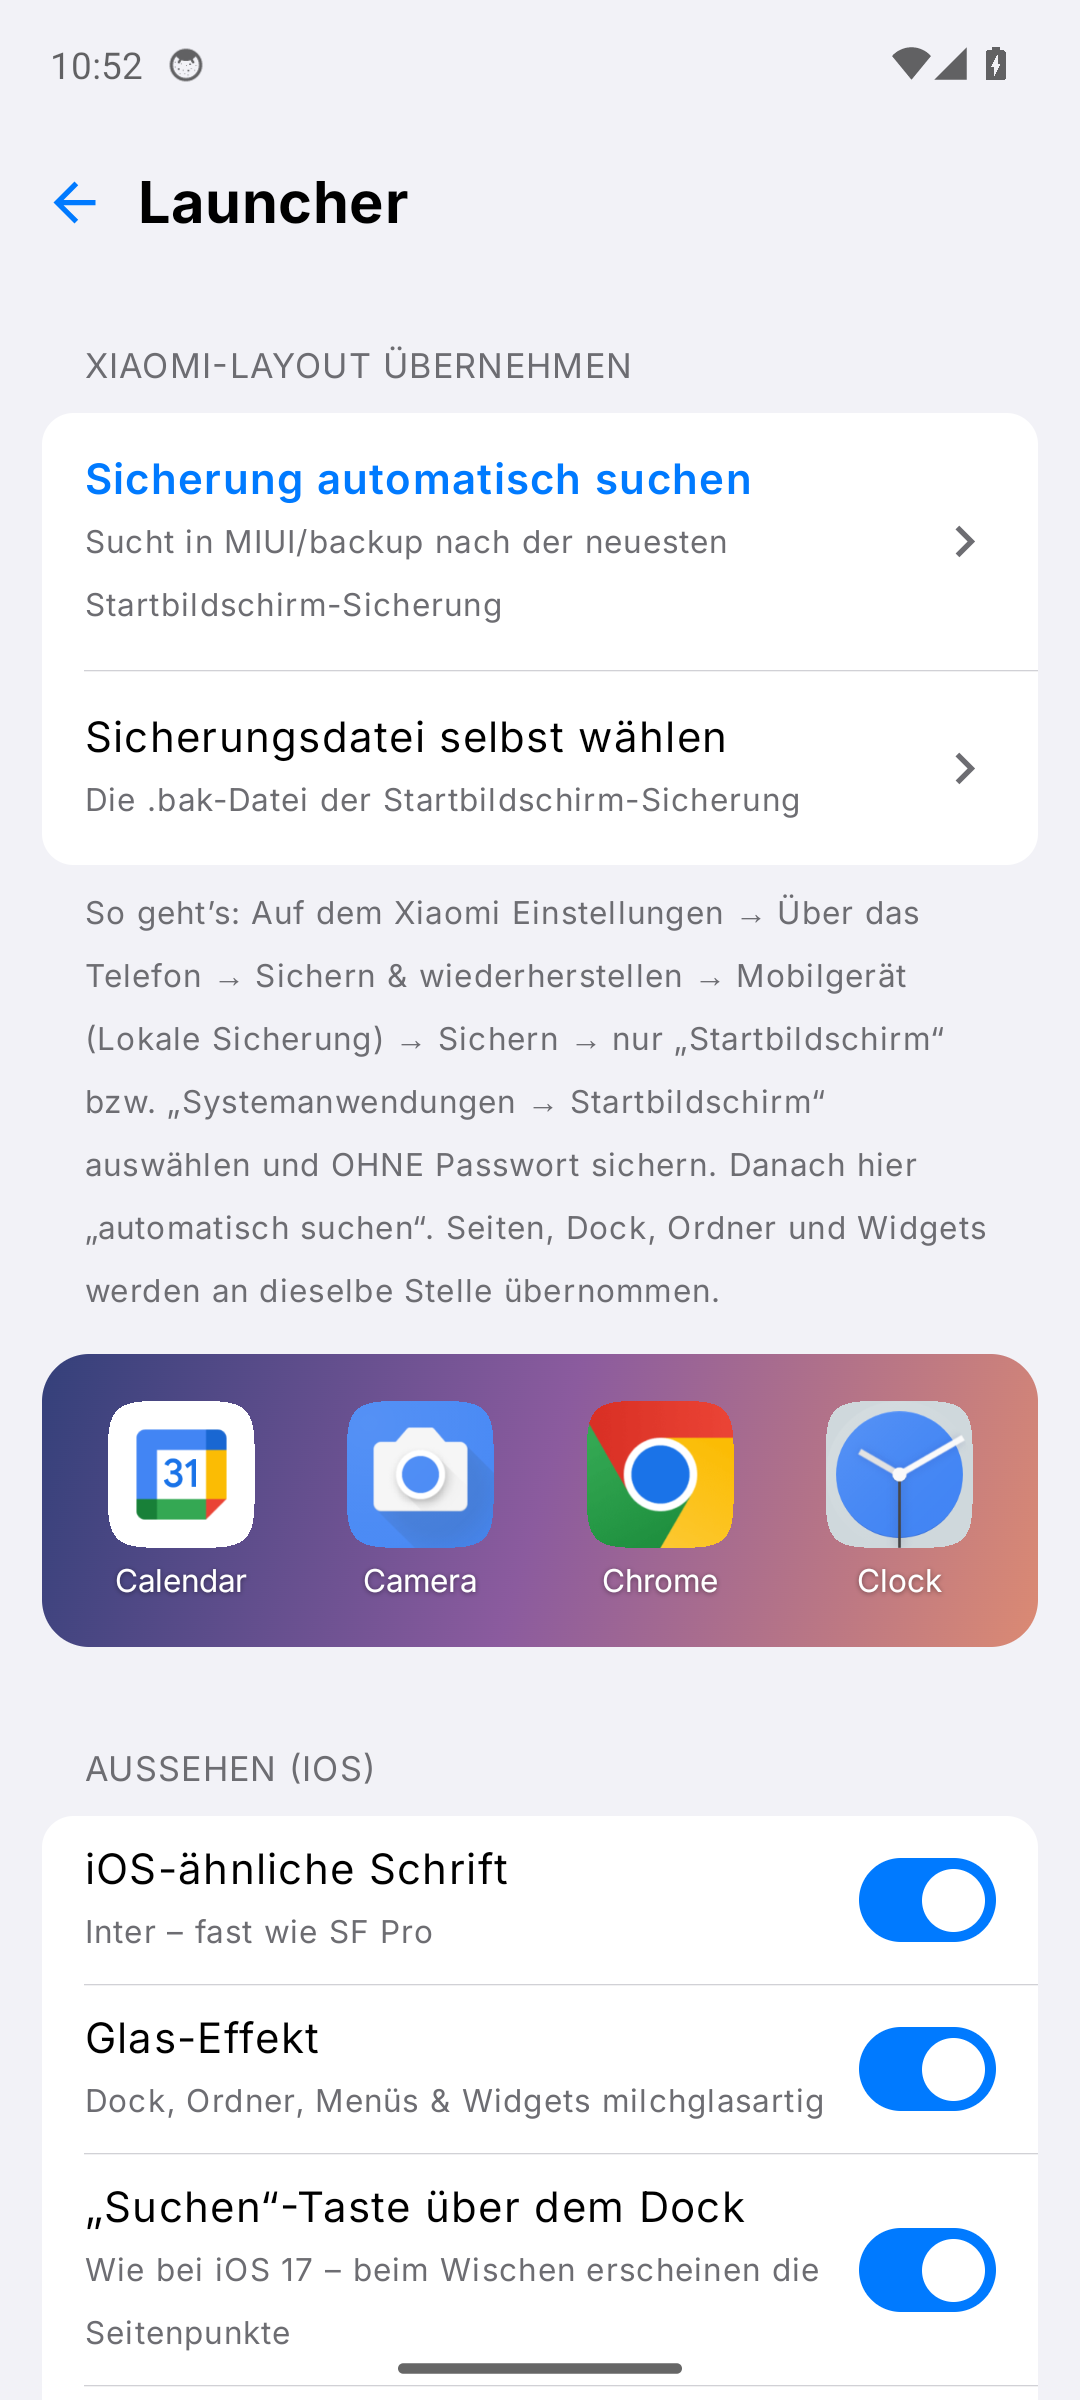 10:52
Launcher
XIAOMI-LAYOUT ÜBERNEHMEN
Sicherung automatisch suchen
Sucht in MIUI/backup nach der neuesten
Startbildschirm-Sicherung
Sicherungsdatei selbst wählen
Die .bak-Datei der Startbildschirm-Sicherung
So geht’s: Auf dem Xiaomi Einstellungen → Über das
Telefon → Sichern & wiederherstellen → Mobilgerät
(Lokale Sicherung) → Sichern → nur „Startbildschirm“
bzw. „Systemanwendungen → Startbildschirm“
auswählen und OHNE Passwort sichern. Danach hier
„automatisch suchen“. Seiten, Dock, Ordner und Widgets
werden an dieselbe Stelle übernommen.
31
Calendar Camera Chrome Clock
AUSSEHEN (IOS)
iOS-ähnliche Schrift
Inter – fast wie SF Pro
Glas-Effekt
Dock, Ordner, Menüs & Widgets milchglasartig
„Suchen“-Taste über dem Dock
Wie bei iOS 17 – beim Wischen erscheinen die
Seitenpunkte